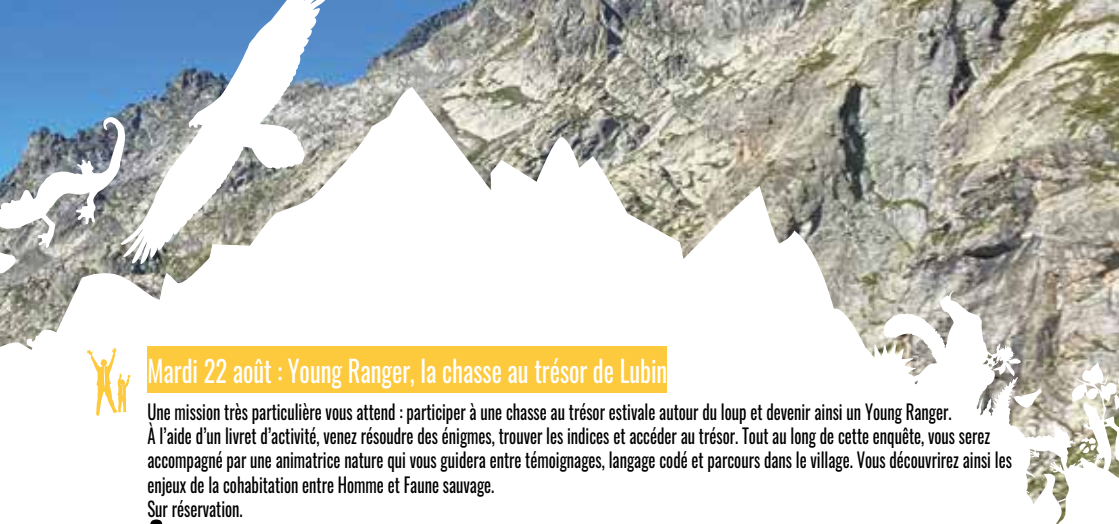 Mardi 22 août : Young Ranger, la chasse au trésor de Lubin
Une mission très particulière vous attend : participer à une chasse au trésor estivale autour du loup et devenir ainsi un Young Ranger.
À l'aide d'un livret d'activité, venez résoudre des énigmes, trouver les indices et accéder au trésor. Tout au long de cette enquête, vous serez
accompagné par une animatrice nature qui vous guidera entre témoignages, langage codé et parcours dans le village. Vous découvrirez ainsi les
enjeux de la cohabitation entre Homme et Faune sauvage.
Sur réservation.